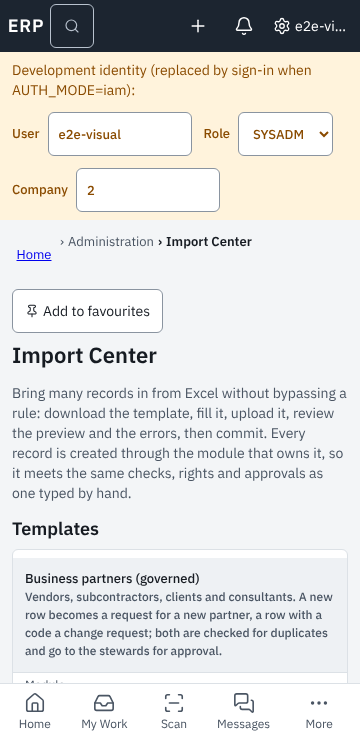 ERP
e2e-vi...
Development identity (replaced by sign-in when
AUTH_MODE=iam):
User e2e-visual Role SYSADM
Company 2
Home › Administration › Import Center
Add to favourites
Import Center
Bring many records in from Excel without bypassing a
rule: download the template, fill it, upload it, review
the preview and the errors, then commit. Every
record is created through the module that owns it, so
it meets the same checks, rights and approvals as
one typed by hand.
Templates
Business partners (governed)
Vendors, subcontractors, clients and consultants. A new
row becomes a request for a new partner, a row with a
code a change request; both are checked for duplicates
and go to the stewards for approval.
Home My Work Scan Messages More